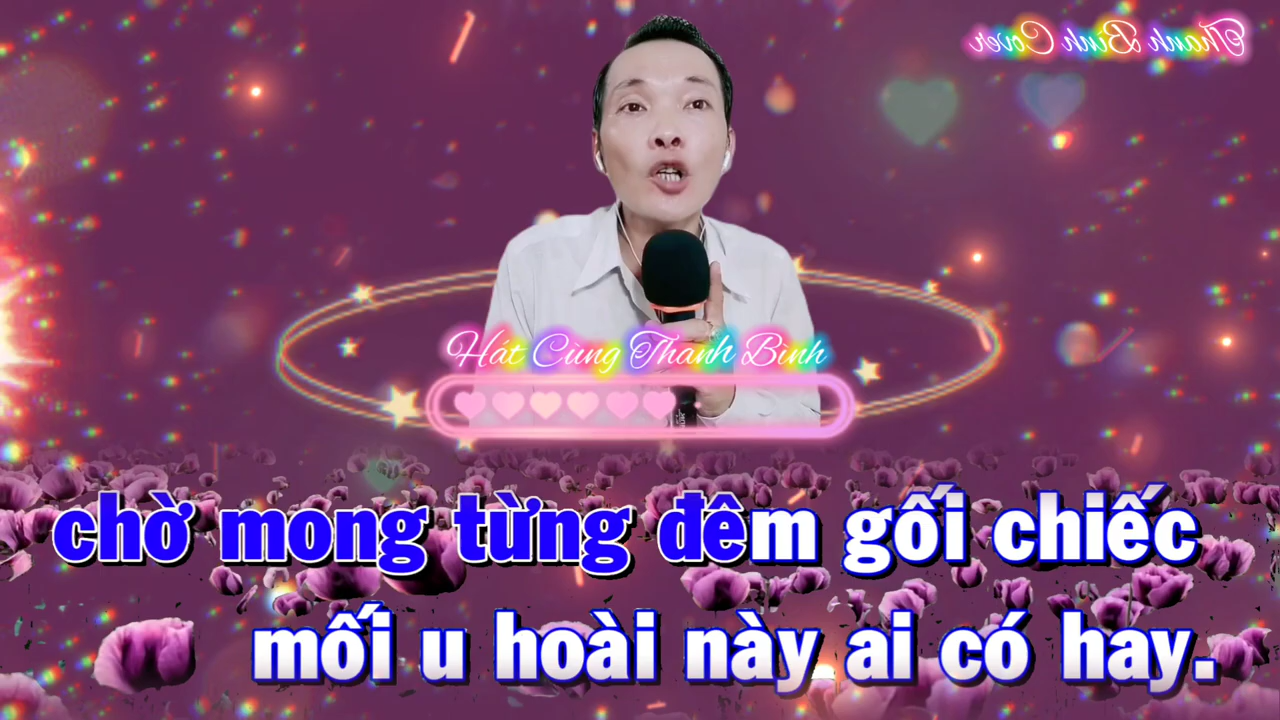 Thanh Bình Cover
Hát Cùng Thanh Bình
chờ mong từng đêm gối chiếc
mối u hoài này ai có hay.